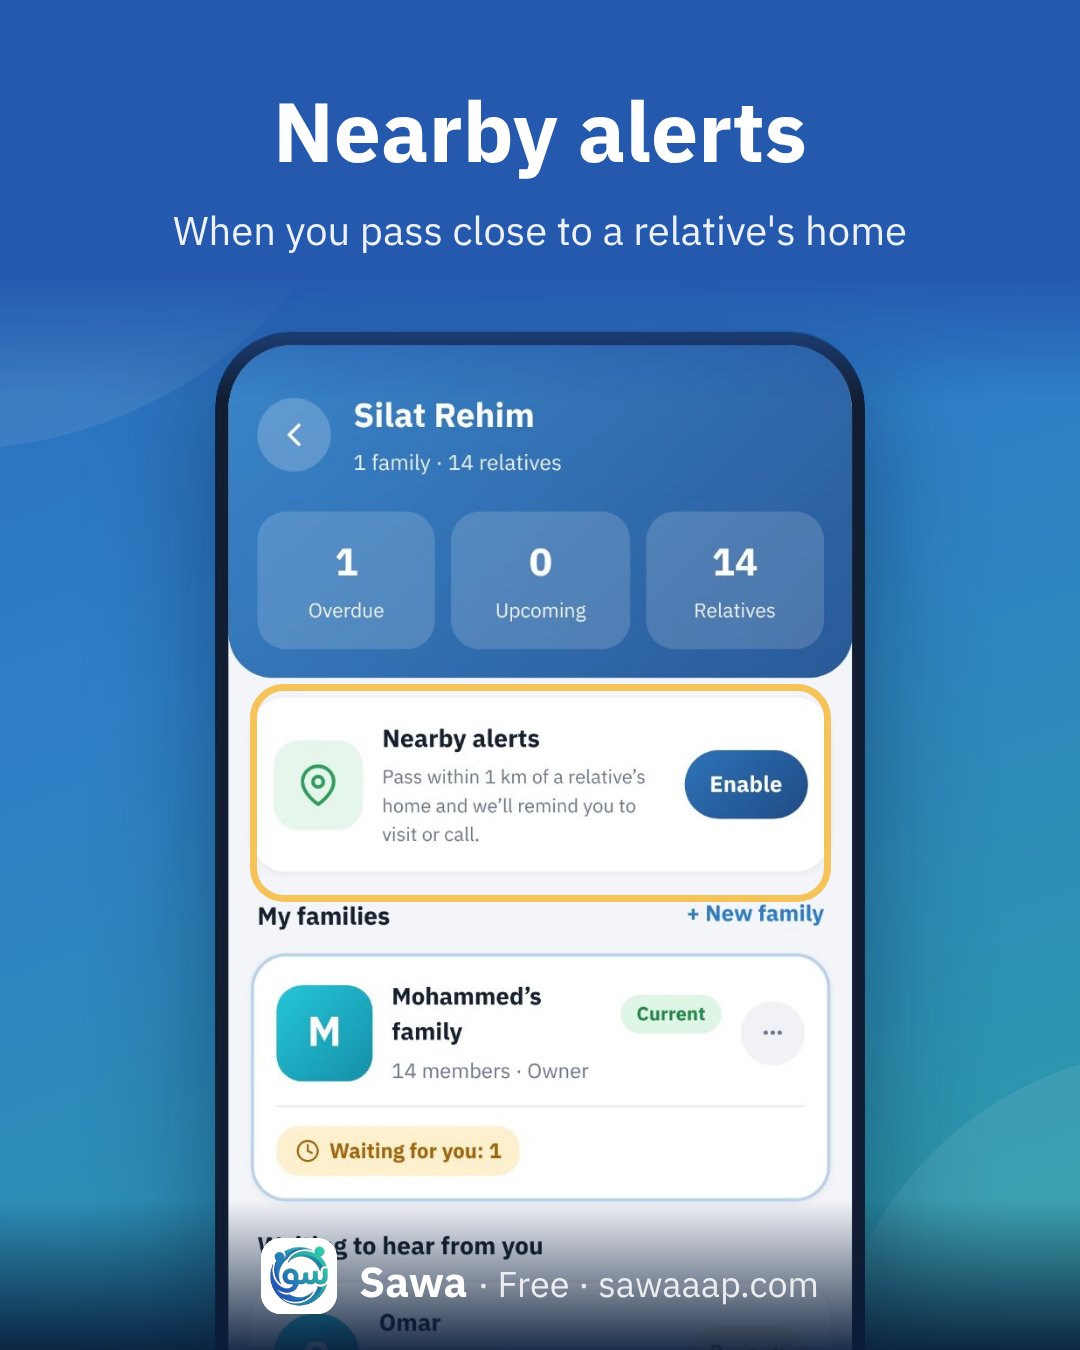 Nearby alerts
When you pass close to a relative's home
Silat Rehim
1 family · 14 relatives
1
Overdue
0
Upcoming
14
Relatives
Nearby alerts
Pass within 1 km of a relative’s
home and we’ll remind you to
visit or call.
Enable
My families
+ New family
M
Mohammed’s
family
14 members · Owner
Current
Waiting for you: 1
to hear from you
سوا
Sawa · Free · sawaaap.com
Omar